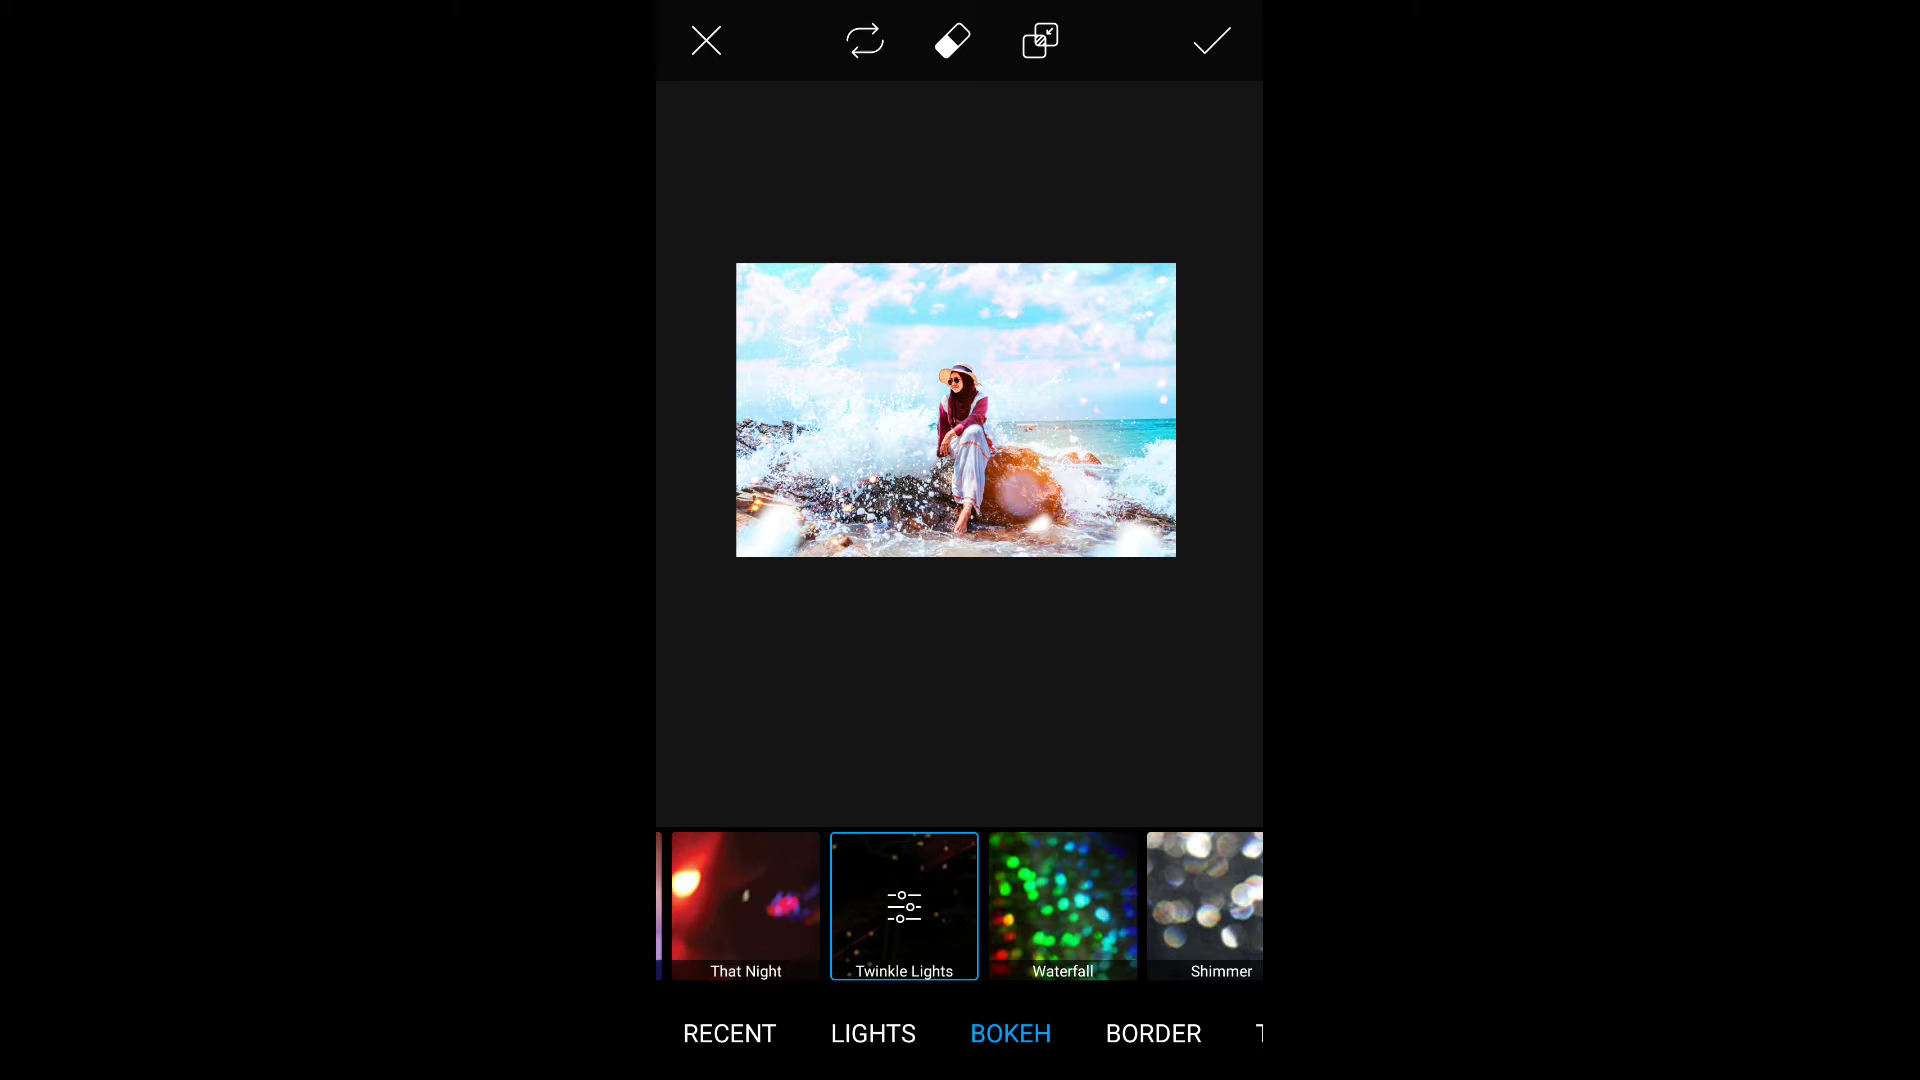 That Night
Twinkle Lights
Waterfall
Shimmer
RECENT
LIGHTS
BOKEH
BORDER